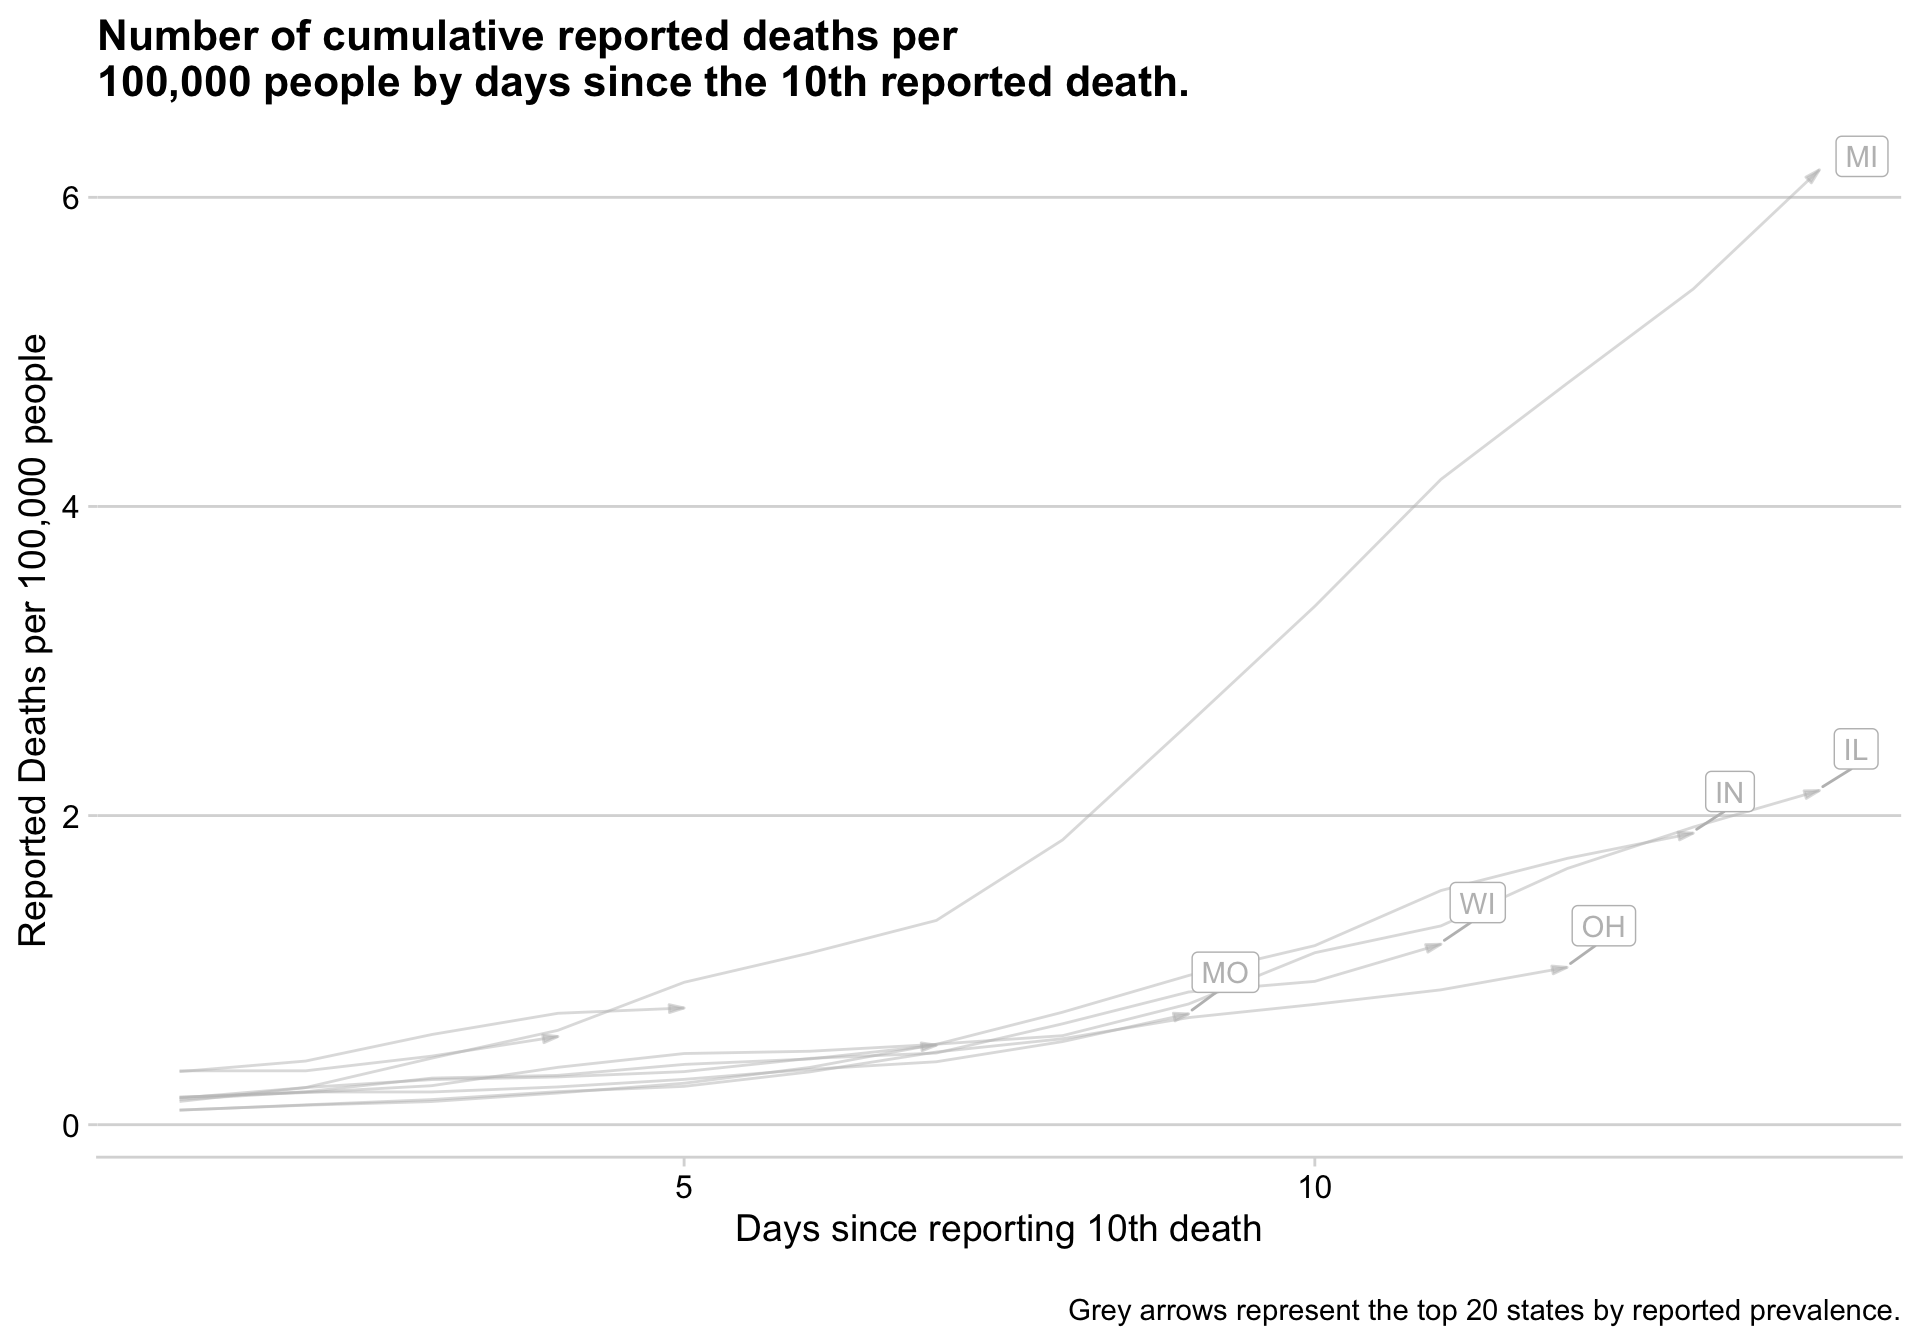 Number of cumulative reported deaths per
100,000 people by days since the 10th reported death.
MI
6
4
Reported Deaths per 100,000 people
IL
IN
2
WI
OH
MO
0
5
10
Days since reporting 10th death
Grey arrows represent the top 20 states by reported prevalence.